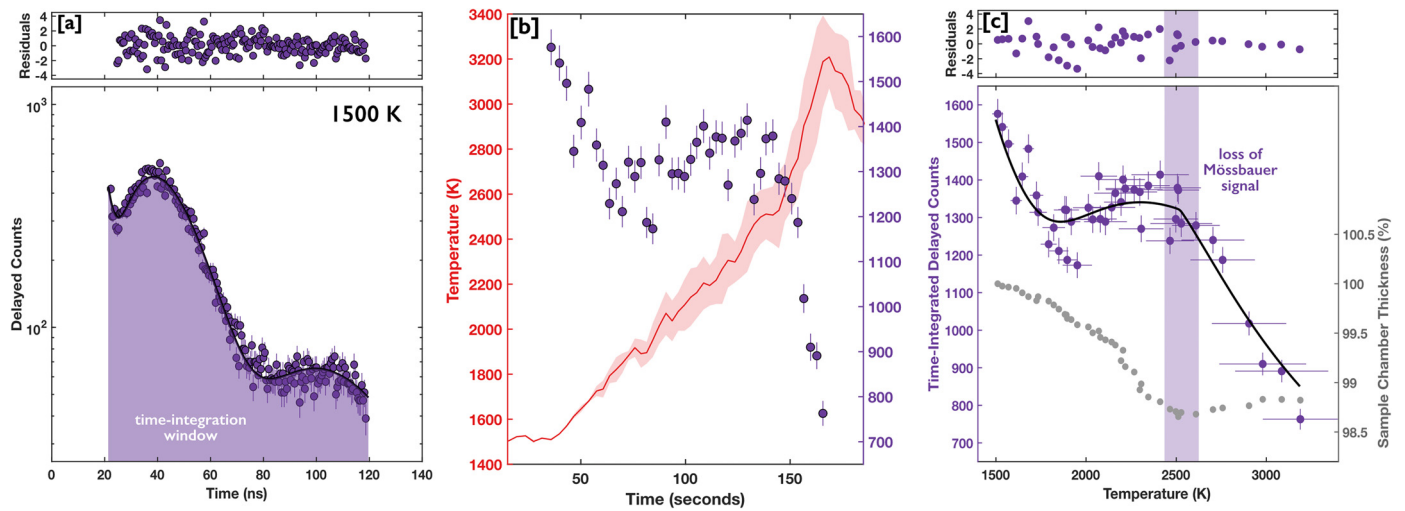 [a]
Residuals
4
2
0
-2
-4
1500 K
10³
10²
Delayed Counts
time-integration
window
0 20 40 60 80 100 120 140
Time (ns)
[b]
3400
3200
3000
2800
2600
2400
2200
2000
1800
1600
1400
Temperature (K)
1600
1500
1400
1300
1200
1100
1000
900
800
700
50 100 150
Time (seconds)
[c]
Residuals
4
2
0
-2
-4
1600
1500
1400
1300
1200
1100
1000
900
800
700
Time-Integrated Delayed Counts
loss of
Mössbauer
signal
100.5
100
99.5
99
98.5
Sample Chamber Thickness (%)
1500 2000 2500 3000
Temperature (K)